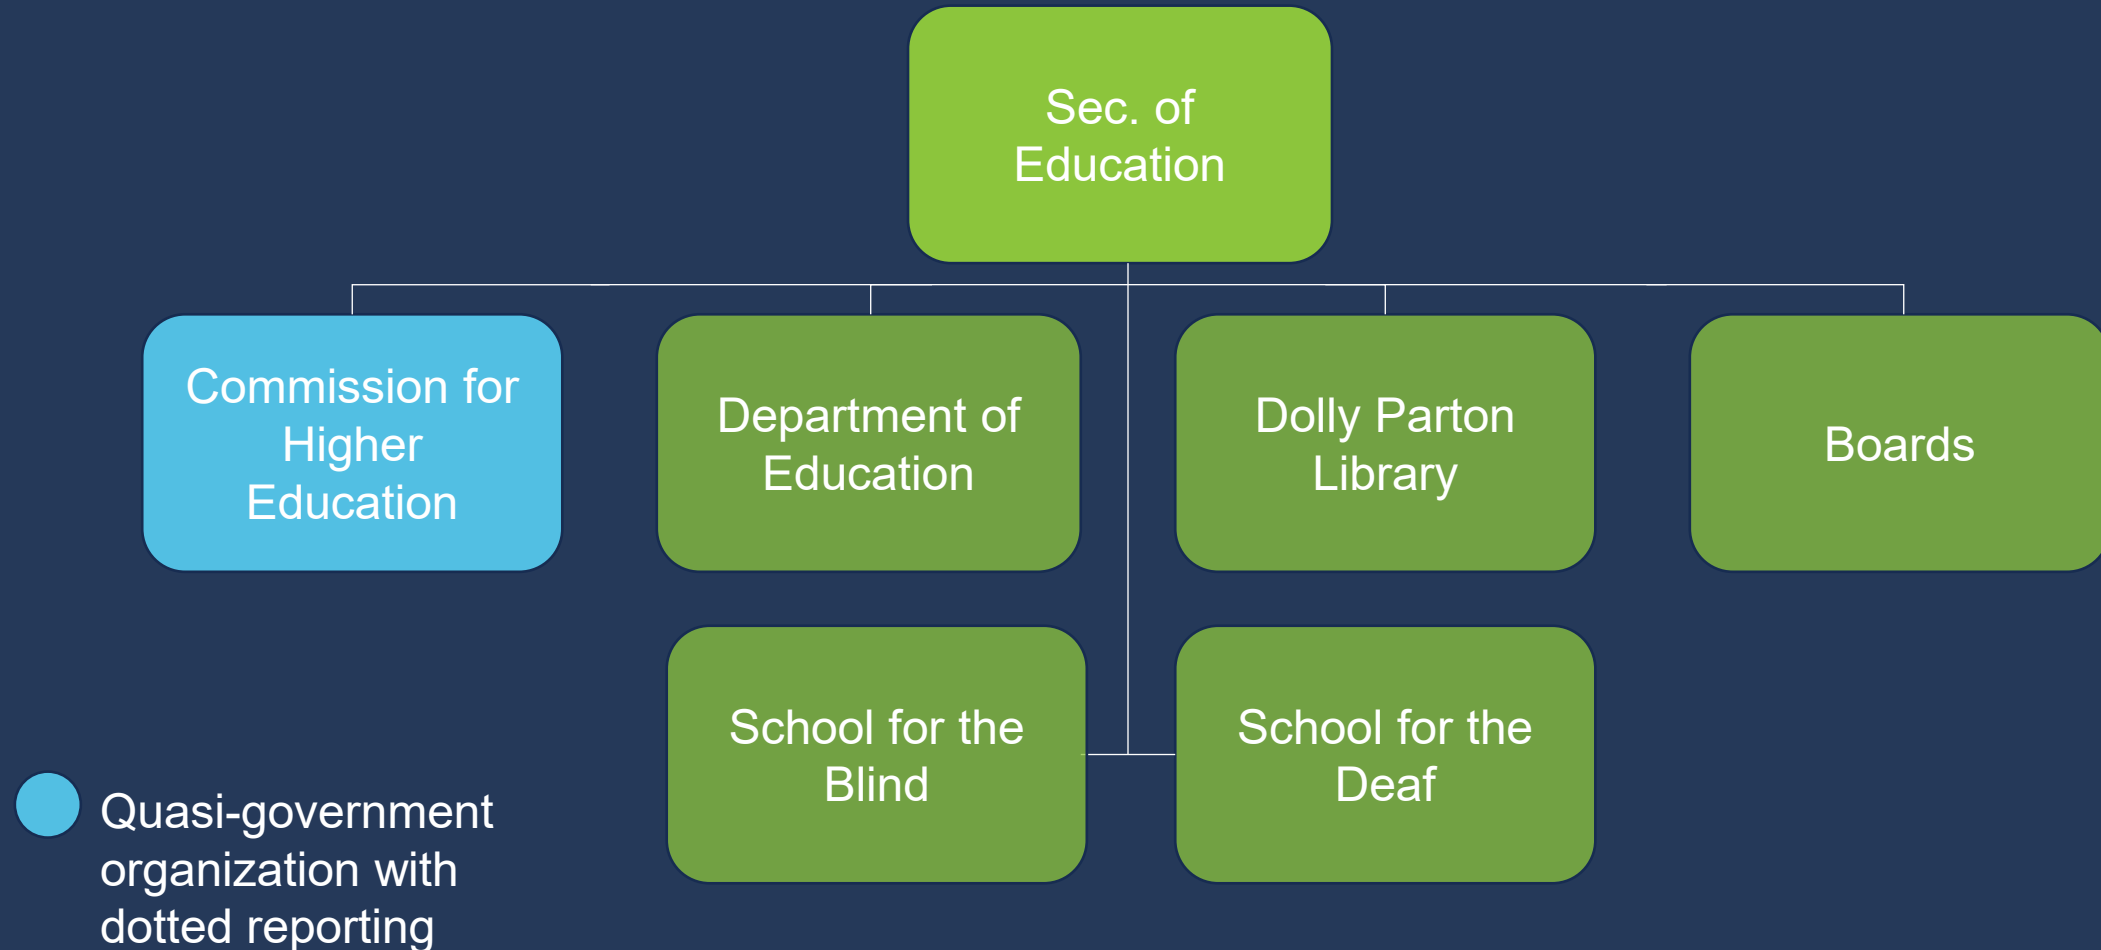 Sec. of
Education
Commission for
Higher
Education
Department of
Education
Dolly Parton
Library
Boards
School for the
Blind
School for the
Deaf
Quasi-government
organization with
dotted reporting